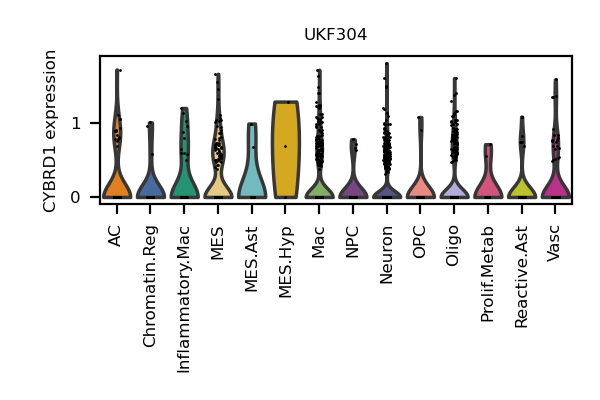 UKF304
CYBRD1 expression
1
0
AC
Chromatin.Reg
Inflammatory.Mac
MES
MES.Ast
MES.Hyp
Mac
NPC
Neuron
OPC
Oligo
Prolif.Metab
Reactive.Ast
Vasc